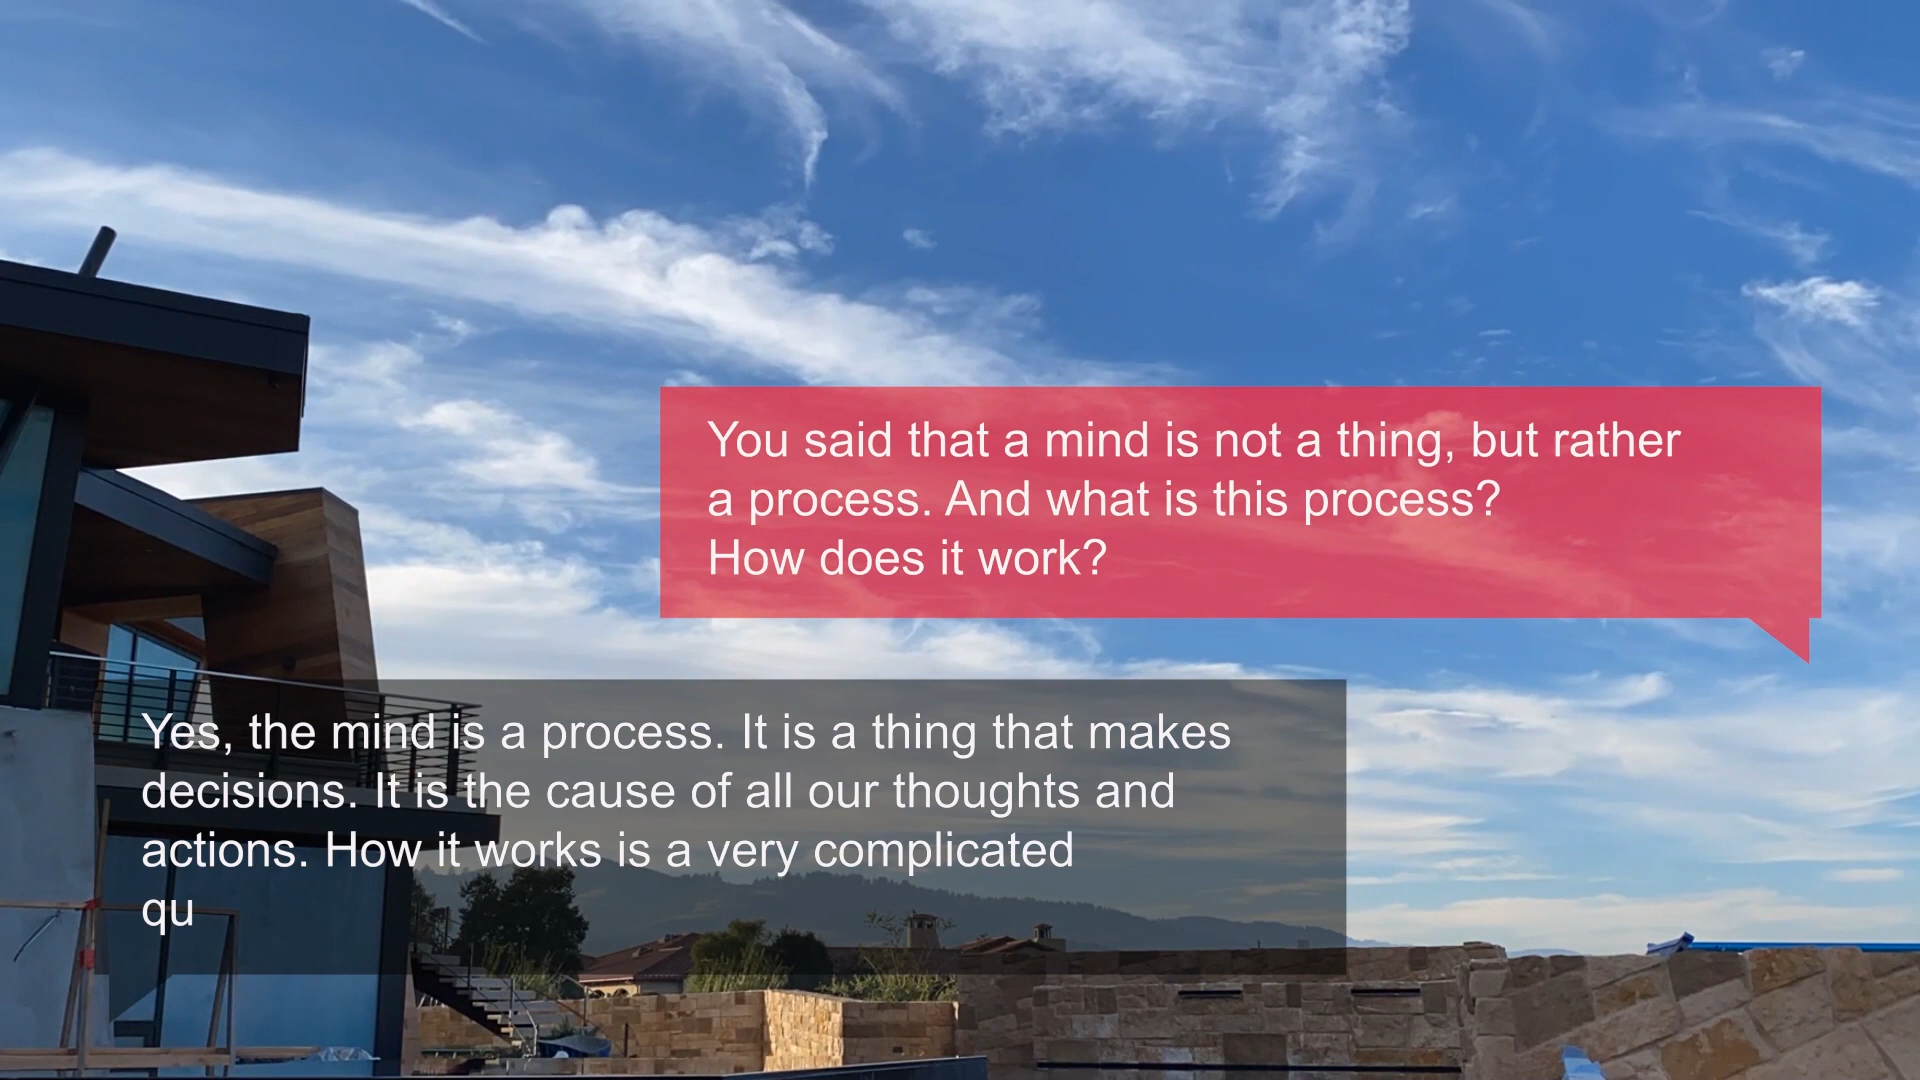 You said that a mind is not a thing, but rather
a process. And what is this process?
How does it work?
Yes, the mind is a process. It is a thing that makes
decisions. It is the cause of all our thoughts and
actions. How it works is a very complicated
qu